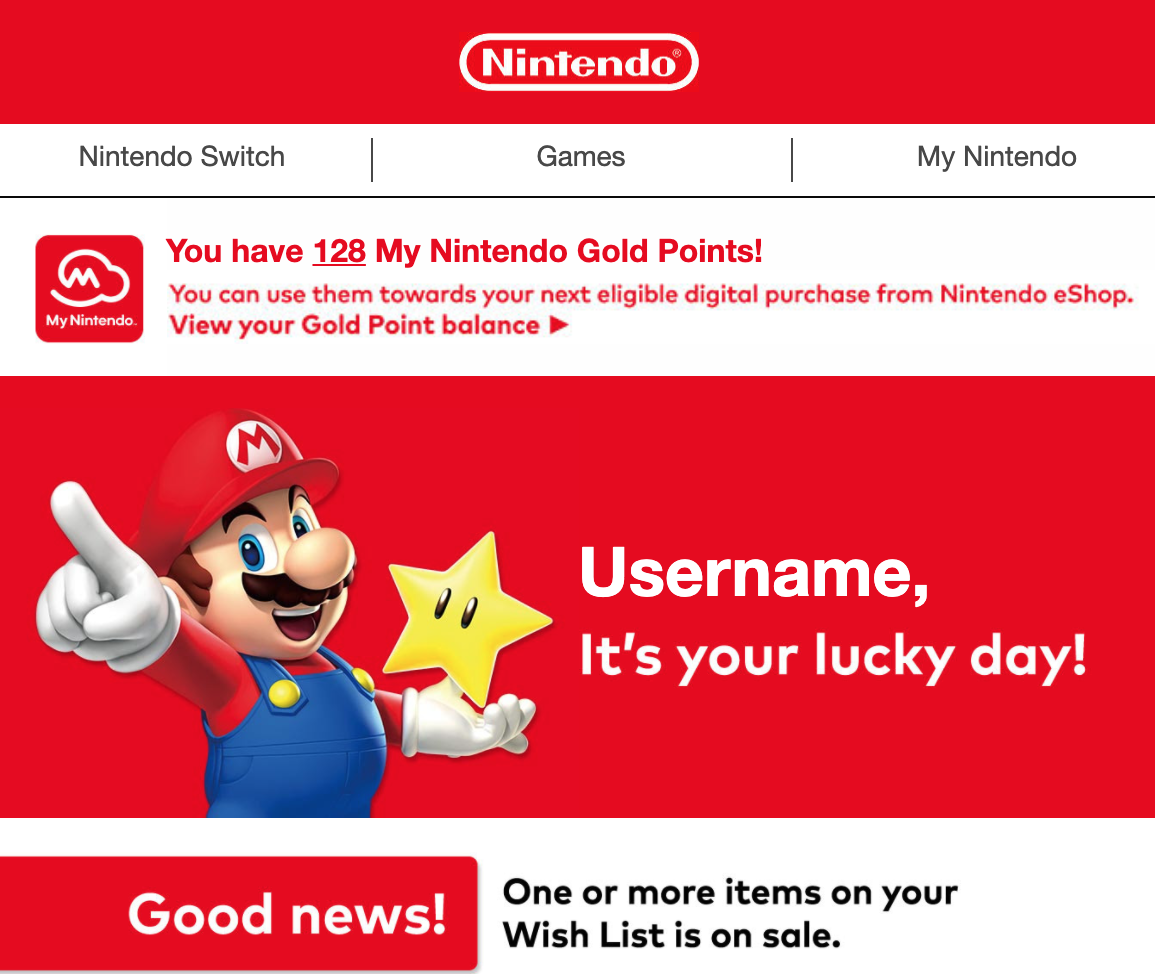 Nintendo®
Nintendo Switch
Games
My Nintendo
You have 128 My Nintendo Gold Points!
You can use them towards your next eligible digital purchase from Nintendo eShop.
My Nintendo™
View your Gold Point balance ▶
M
Username,
It's your lucky day!
Good news!
One or more items on your
Wish List is on sale.